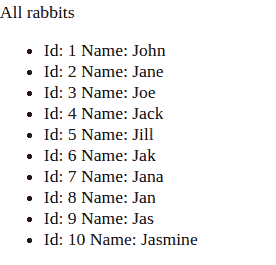 All rabbits
Id: 1 Name: John
Id: 2 Name: Jane
Id: 3 Name: Joe
Id: 4 Name: Jack
Id: 5 Name: Jill
Id: 6 Name: Jak
Id: 7 Name: Jana
Id: 8 Name: Jan
Id: 9 Name: Jas
Id: 10 Name: Jasmine